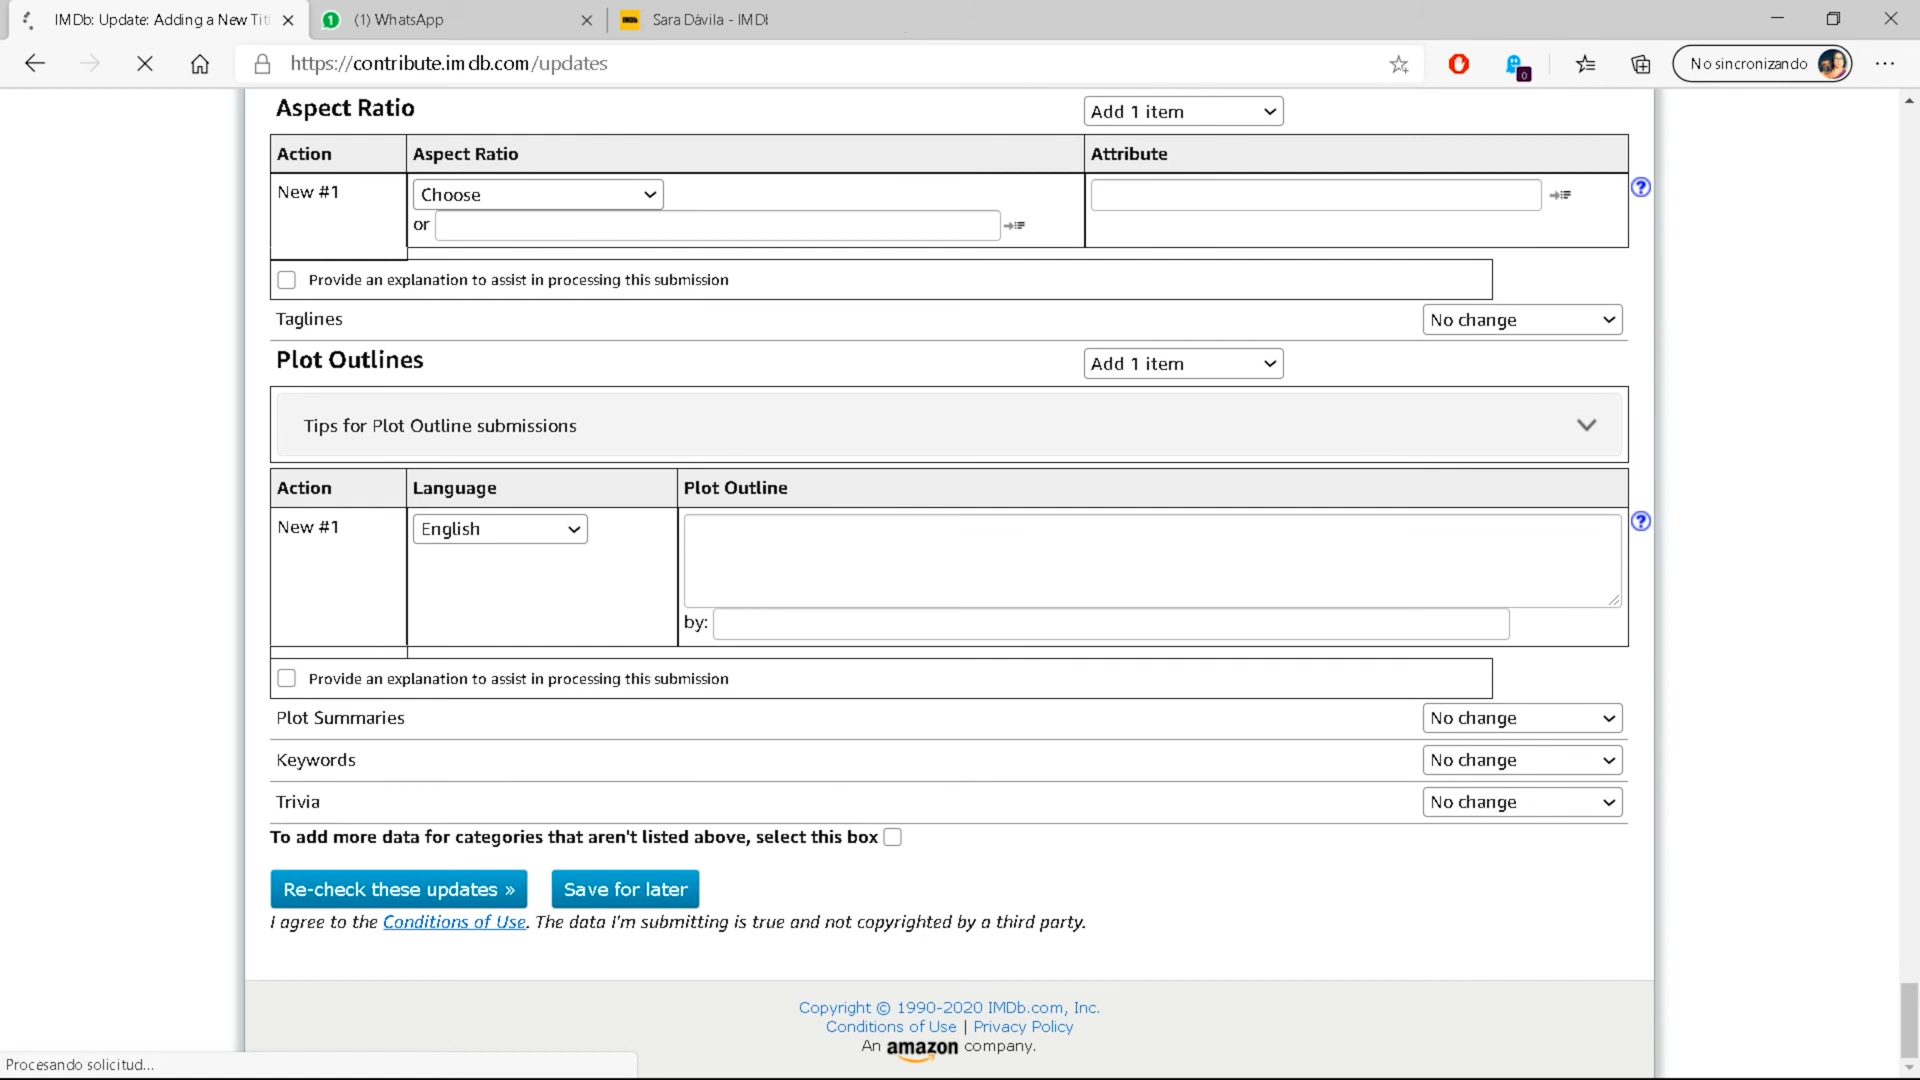 IMDb: Update: Adding a New Tit
(1) WhatsApp
IMDb
Sara Dávila - IMDb
https://contribute.imdb.com/updates
0
No sincronizando
Aspect Ratio
Add 1 item
Action
Aspect Ratio
Attribute
New #1
Choose
or
Provide an explanation to assist in processing this submission
Taglines
No change
Plot Outlines
Add 1 item
Tips for Plot Outline submissions
Action
Language
Plot Outline
New #1
English
by:
Provide an explanation to assist in processing this submission
Plot Summaries
No change
Keywords
No change
Trivia
No change
To add more data for categories that aren't listed above, select this box
Re-check these updates »
Save for later
I agree to the Conditions of Use. The data I'm submitting is true and not copyrighted by a third party.
Copyright © 1990-2020 IMDb.com, Inc.
Conditions of Use | Privacy Policy
An amazon company.
Procesando solicitud...